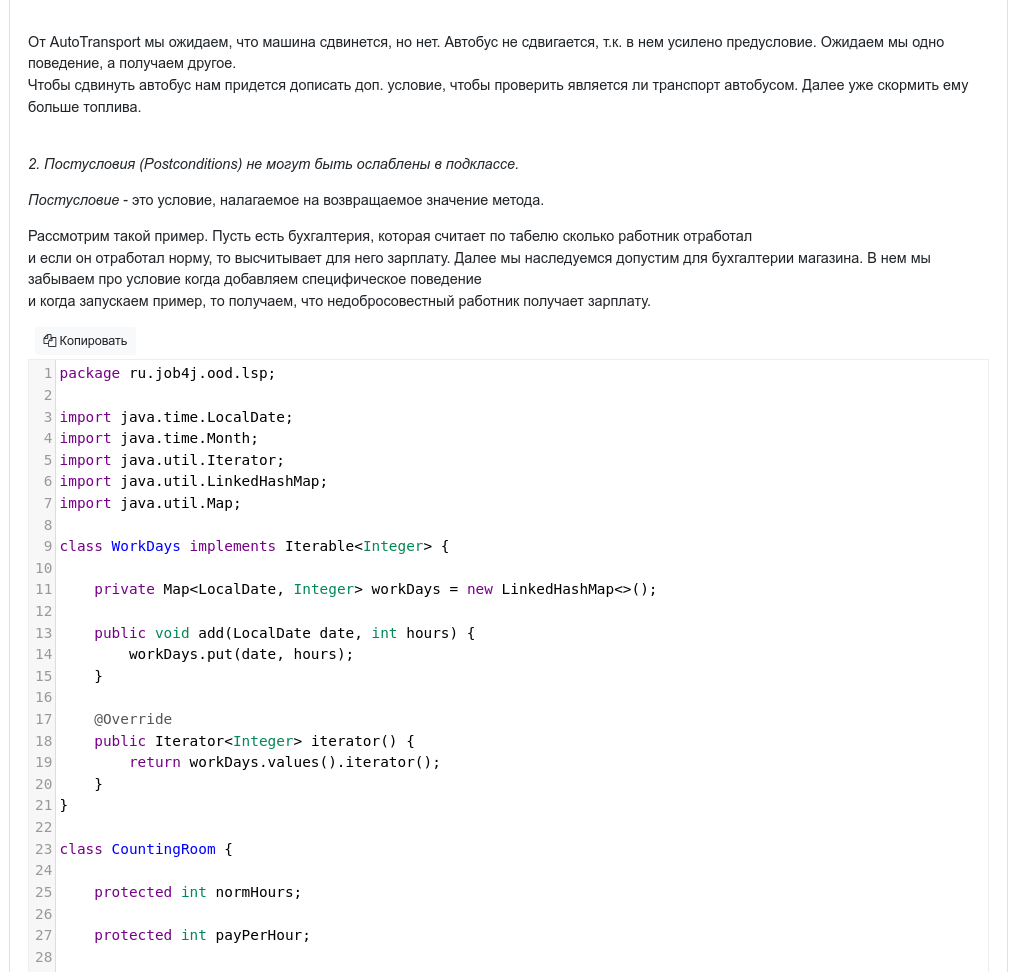 От AutoTransport мы ожидаем, что машина сдвинется, но нет. Автобус не сдвигается, т.к. в нем усилено предусловие. Ожидаем мы одно
поведение, а получаем другое.
Чтобы сдвинуть автобус нам придется дописать доп. условие, чтобы проверить является ли транспорт автобусом. Далее уже скормить ему
больше топлива.
2. Постусловия (Postconditions) не могут быть ослаблены в подклассе.
Постусловие - это условие, налагаемое на возвращаемое значение метода.
Рассмотрим такой пример. Пусть есть бухгалтерия, которая считает по табелю сколько работник отработал
и если он отработал норму, то высчитывает для него зарплату. Далее мы наследуемся допустим для бухгалтерии магазина. В нем мы
забываем про условие когда добавляем специфическое поведение
и когда запускаем пример, то получаем, что недобросовестный работник получает зарплату.
Копировать
1 package ru.job4j.ood.lsp;
2
3 import java.time.LocalDate;
4 import java.time.Month;
5 import java.util.Iterator;
6 import java.util.LinkedHashMap;
7 import java.util.Map;
8
9 class WorkDays implements Iterable<Integer> {
10
11     private Map<LocalDate, Integer> workDays = new LinkedHashMap<>();
12
13     public void add(LocalDate date, int hours) {
14         workDays.put(date, hours);
15     }
16
17     @Override
18     public Iterator<Integer> iterator() {
19         return workDays.values().iterator();
20     }
21 }
22
23 class CountingRoom {
24
25     protected int normHours;
26
27     protected int payPerHour;
28